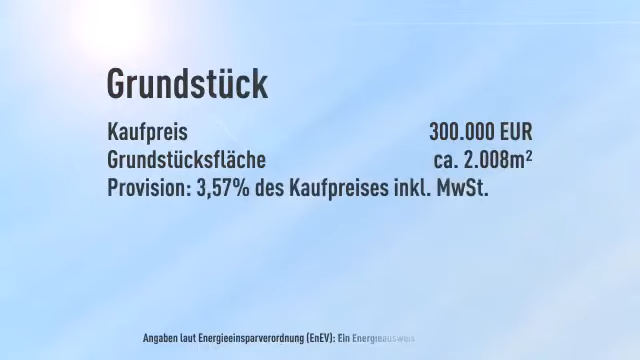 Grundstück
Kaufpreis 300.000 EUR
Grundstücksfläche ca. 2.008m²
Provision: 3,57% des Kaufpreises inkl. MwSt.
Angaben laut Energieeinsparverordnung (EnEV): Ein Energieausweis